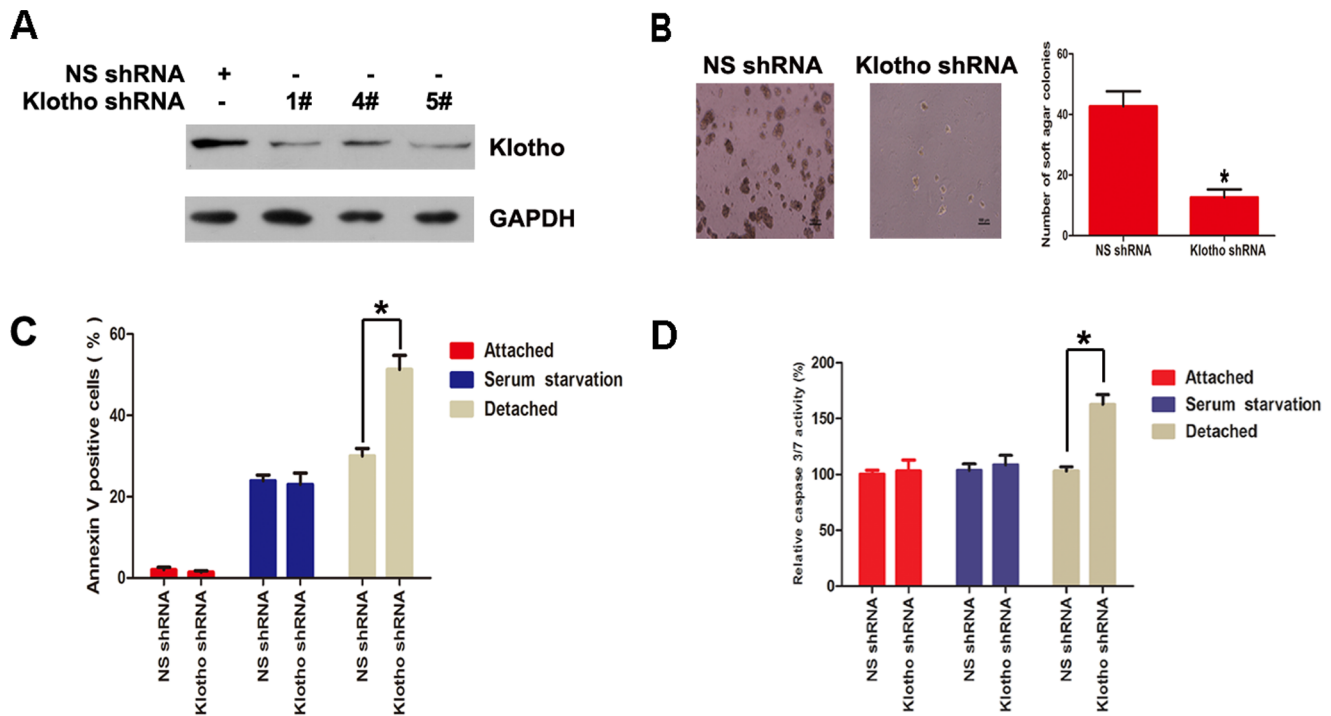 A
NS shRNA + - - -
Klotho shRNA - 1# 4# 5#
Klotho
GAPDH
B
NS shRNA Klotho shRNA
Number of soft agar colonies
60
40
20
0
*
NS shRNA Klotho shRNA
C
Annexin V positive cells ( % )
60
40
20
0
*
Attached
Serum starvation
Detached
NS shRNA
Klotho shRNA
NS shRNA
Klotho shRNA
NS shRNA
Klotho shRNA
D
Relative caspase 3/7 activity (%)
200
150
100
50
0
*
Attached
Serum starvation
Detached
NS shRNA
Klotho shRNA
NS shRNA
Klotho shRNA
NS shRNA
Klotho shRNA